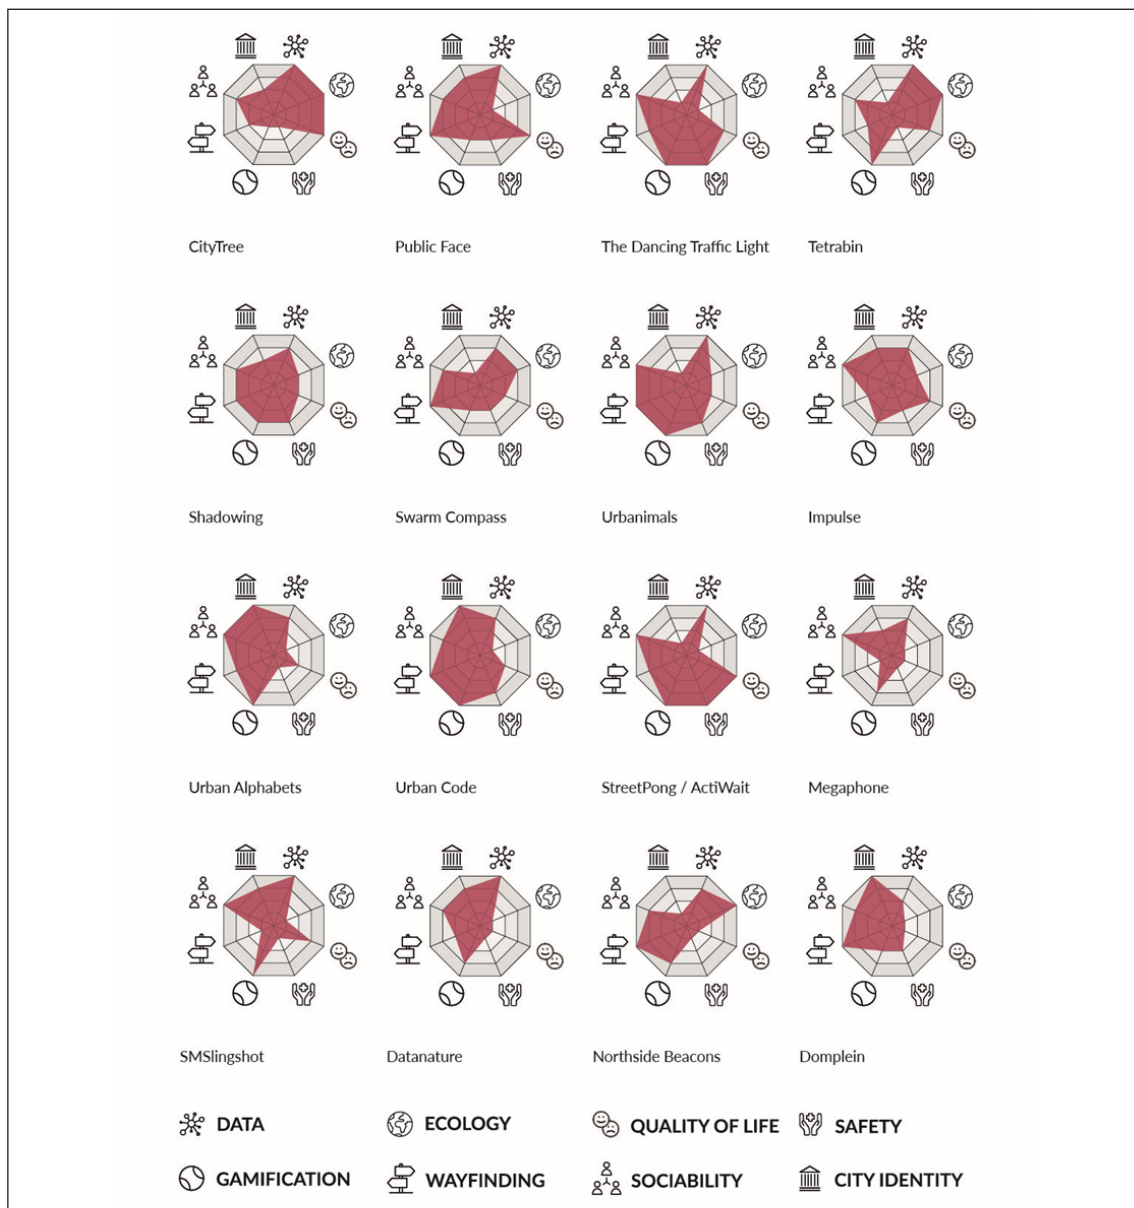 CityTree Public Face The Dancing Traffic Light Tetrabin
Shadowing Swarm Compass Urbanimals Impulse
Urban Alphabets Urban Code StreetPong / ActiWait Megaphone
SMSlingshot Datanature Northside Beacons Domplein
DATA ECOLOGY QUALITY OF LIFE SAFETY
GAMIFICATION WAYFINDING SOCIABILITY CITY IDENTITY